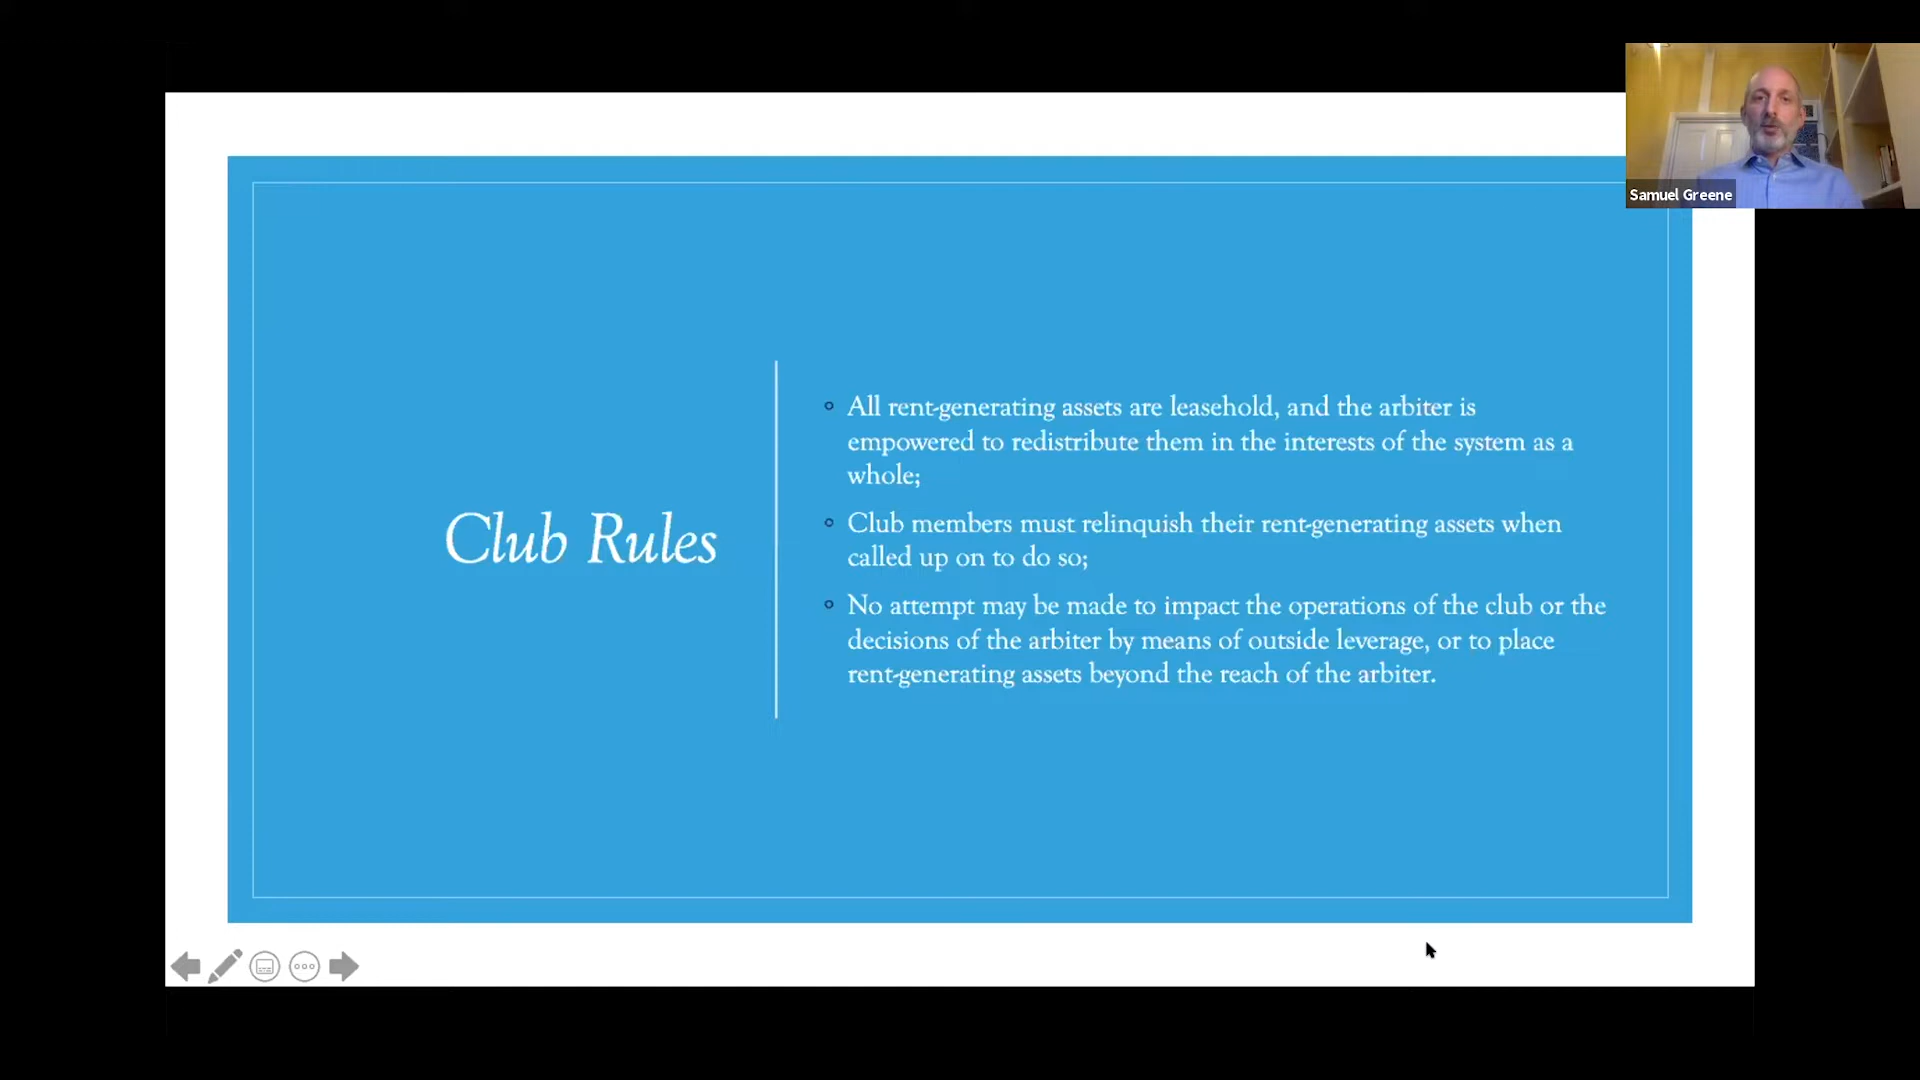 Samuel Greene
Club Rules
All rent-generating assets are leasehold, and the arbiter is
empowered to redistribute them in the interests of the system as a
whole;
Club members must relinquish their rent-generating assets when
called up on to do so;
No attempt may be made to impact the operations of the club or the
decisions of the arbiter by means of outside leverage, or to place
rent-generating assets beyond the reach of the arbiter.